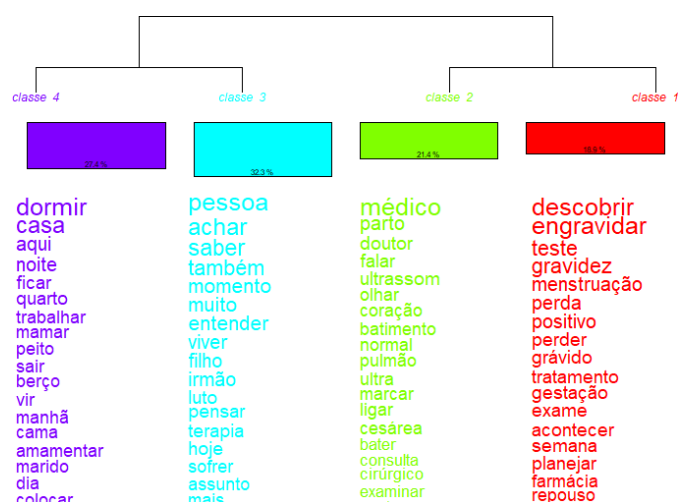 classe 4
classe 3
classe 2
classe 1
27.4 %
32.3 %
21.4 %
18.9 %
dormir
casa
aqui
noite
ficar
quarto
trabalhar
mamar
peito
sair
berço
vir
manhã
cama
amamentar
marido
dia
colocar
pessoa
achar
saber
também
momento
muito
entender
viver
filho
irmão
luto
pensar
terapia
hoje
sofrer
assunto
mais
médico
parto
doutor
falar
ultrassom
olhar
coração
batimento
normal
pulmão
ultra
marcar
ligar
cesárea
bater
consulta
cirúrgico
examinar
descobrir
engravidar
teste
gravidez
menstruação
perda
positivo
perder
grávido
tratamento
gestação
exame
acontecer
semana
planejar
farmácia
repouso